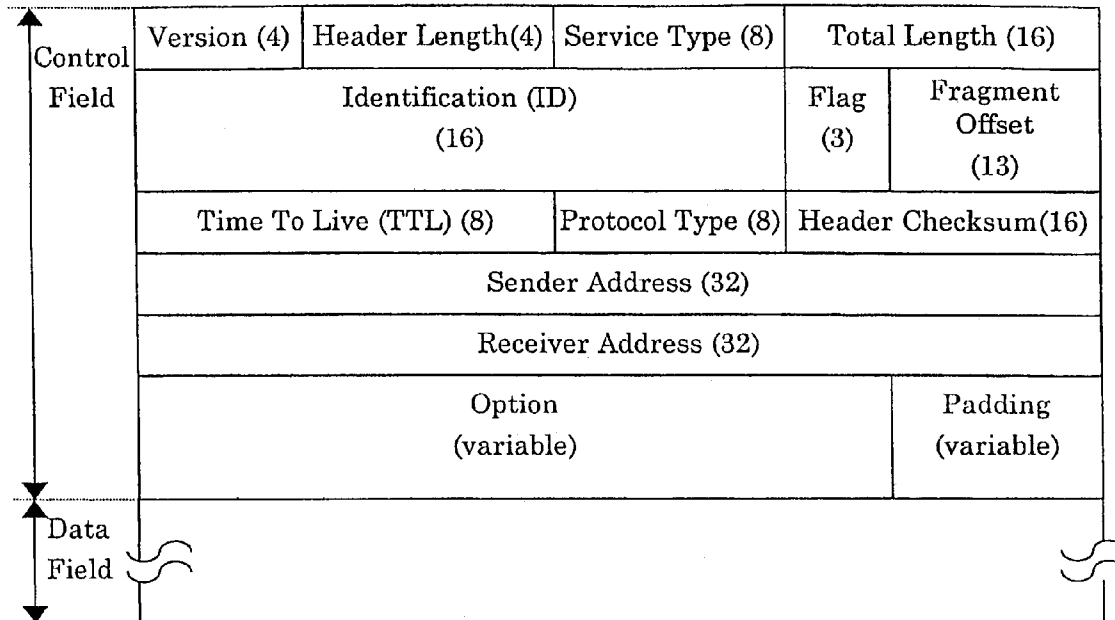 Control
Field
Version (4)
Header Length(4)
Service Type (8)
Total Length (16)
Identification (ID)
(16)
Flag
(3)
Fragment
Offset
(13)
Time To Live (TTL) (8)
Protocol Type (8)
Header Checksum(16)
Sender Address (32)
Receiver Address (32)
Option
(variable)
Padding
(variable)
Data
Field